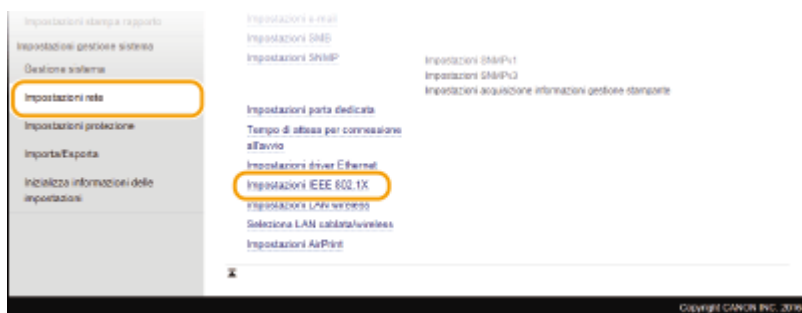 Impostazioni stampa rapporto
Impostazioni gestione sistema
Gestione sistema
Impostazioni rete
Impostazioni protezione
Importa/Esporta
Inizializza informazioni delle
impostazioni
Impostazioni e-mail
Impostazioni SMB
Impostazioni SNMP
Impostazioni SNMPv1
Impostazioni SNMPv3
Impostazioni acquisizione informazioni gestione stampante
Impostazioni porta dedicata
Tempo di attesa per connessione
all'avvio
Impostazioni driver Ethernet
Impostazioni IEEE 802.1X
Impostazioni LAN wireless
Seleziona LAN cablata/wireless
Impostazioni AirPrint
Copyright CANON INC. 2016